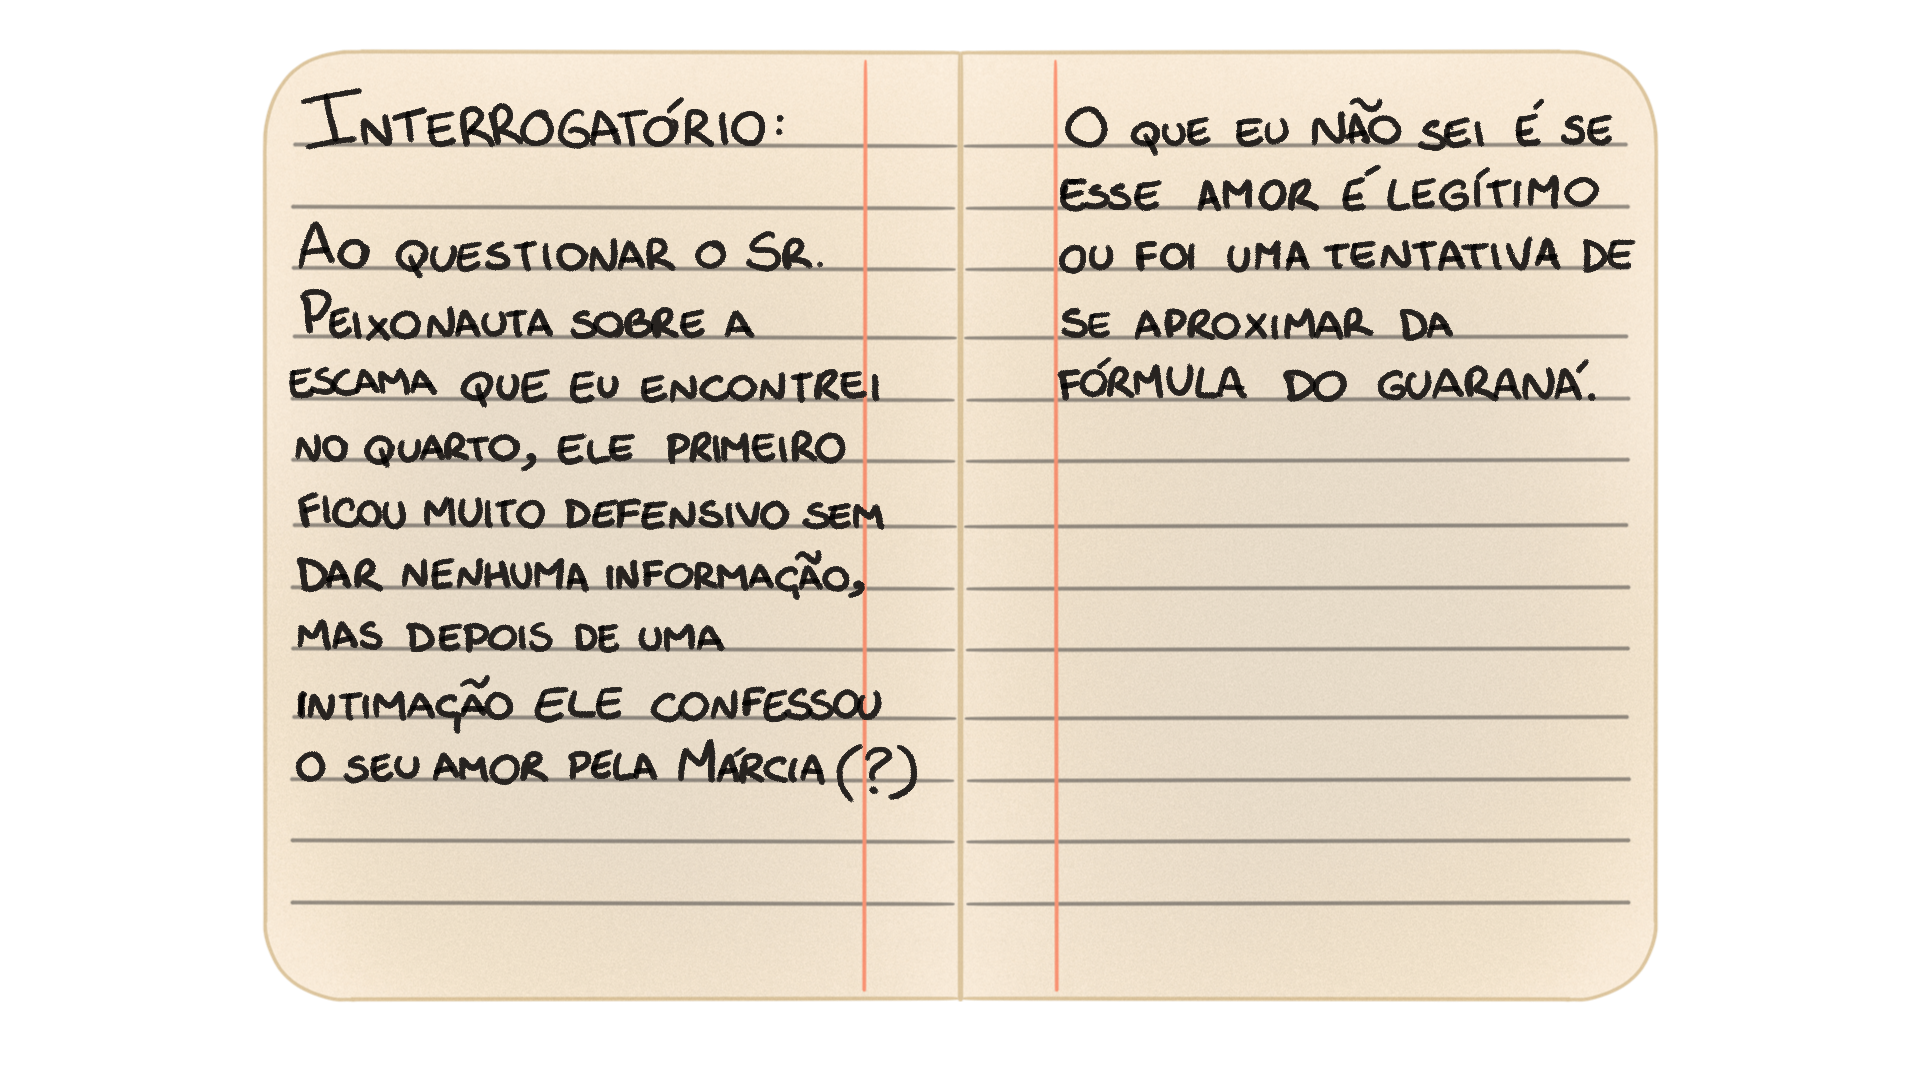 INTERROGATÓRIO:
AO QUESTIONAR O SR.
PEIXONAUTA SOBRE A
ESCAMA QUE EU ENCONTREI
NO QUARTO, ELE PRIMEIRO
FICOU MUITO DEFENSIVO SEM
DAR NENHUMA INFORMAÇÃO,
MAS DEPOIS DE UMA
INTIMAÇÃO ELE CONFESSOU
O SEU AMOR PELA MÁRCIA (?)
O QUE EU NÃO SEI É SE
ESSE AMOR É LEGÍTIMO
OU FOI UMA TENTATIVA DE
SE APROXIMAR DA
FÓRMULA DO GUARANÁ.